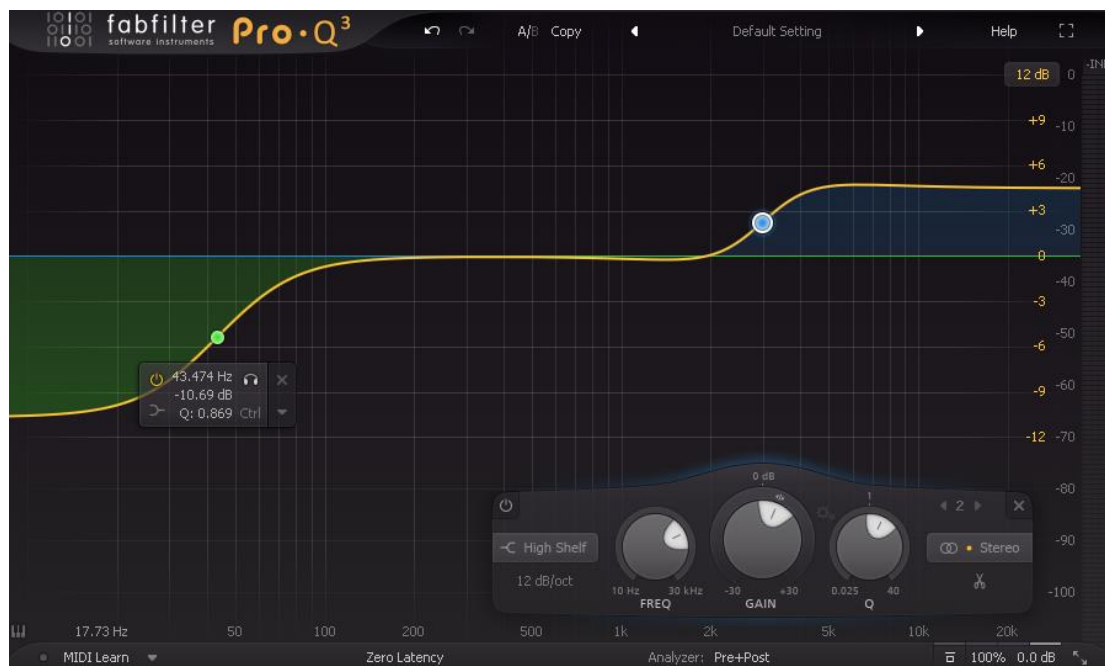 fabfilter
software instruments
Pro·Q³
A/B Copy
Default Setting
Help
-INF
12 dB 0
+9 -10
+6 -20
+3 -30
0 -40
-3 -50
-6
-9 -60
-12 -70
-80
-90
-100
43.474 Hz
-10.69 dB
Q: 0.869 Ctrl
0 dB
1
2
High Shelf
12 dB/oct
10 Hz 30 kHz
FREQ
-30 +30
GAIN
0.025 40
Q
Stereo
17.73 Hz 50 100 200 500 1k 2k 5k 10k 20k
MIDI Learn
Zero Latency
Analyzer: Pre+Post
100% 0.0 dB